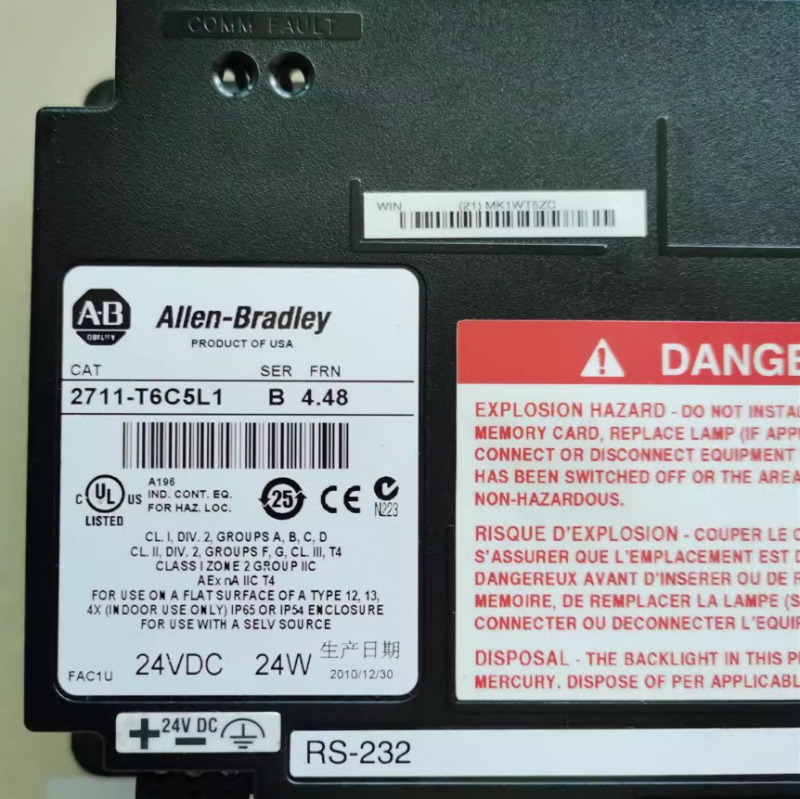 COMM FAULT
WIN (21) MK1WT5ZC
A-B
QUALITY
Allen-Bradley
PRODUCT OF USA
CAT SER FRN
2711-T6C5L1 B 4.48
C UL US
LISTED
A196
IND. CONT. EQ.
FOR HAZ. LOC.
25
CE
N223
CL. I, DIV. 2, GROUPS A, B, C, D
CL. II, DIV. 2, GROUPS F, G, CL. III, T4
CLASS I ZONE 2 GROUP IIC
AEx nA IIC T4
FOR USE ON A FLAT SURFACE OF A TYPE 12, 13,
4X (INDOOR USE ONLY) IP65 OR IP54 ENCLOSURE
FOR USE WITH A SELV SOURCE
FAC1U 24VDC 24W
生产日期
2010/12/30
DANGE
EXPLOSION HAZARD - DO NOT INSTAL
MEMORY CARD, REPLACE LAMP (IF APP
CONNECT OR DISCONNECT EQUIPMENT
HAS BEEN SWITCHED OFF OR THE AREA
NON-HAZARDOUS.
RISQUE D'EXPLOSION - COUPER LE
S'ASSURER QUE L'EMPLACEMENT EST
DANGEREUX AVANT D'INSERER OU DE
MEMOIRE, DE REMPLACER LA LAMPE (S
CONNECTER OU DECONNECTER L'EQUI
DISPOSAL - THE BACKLIGHT IN THIS
MERCURY. DISPOSE OF PER APPLICABL
+ 24V DC -
RS-232